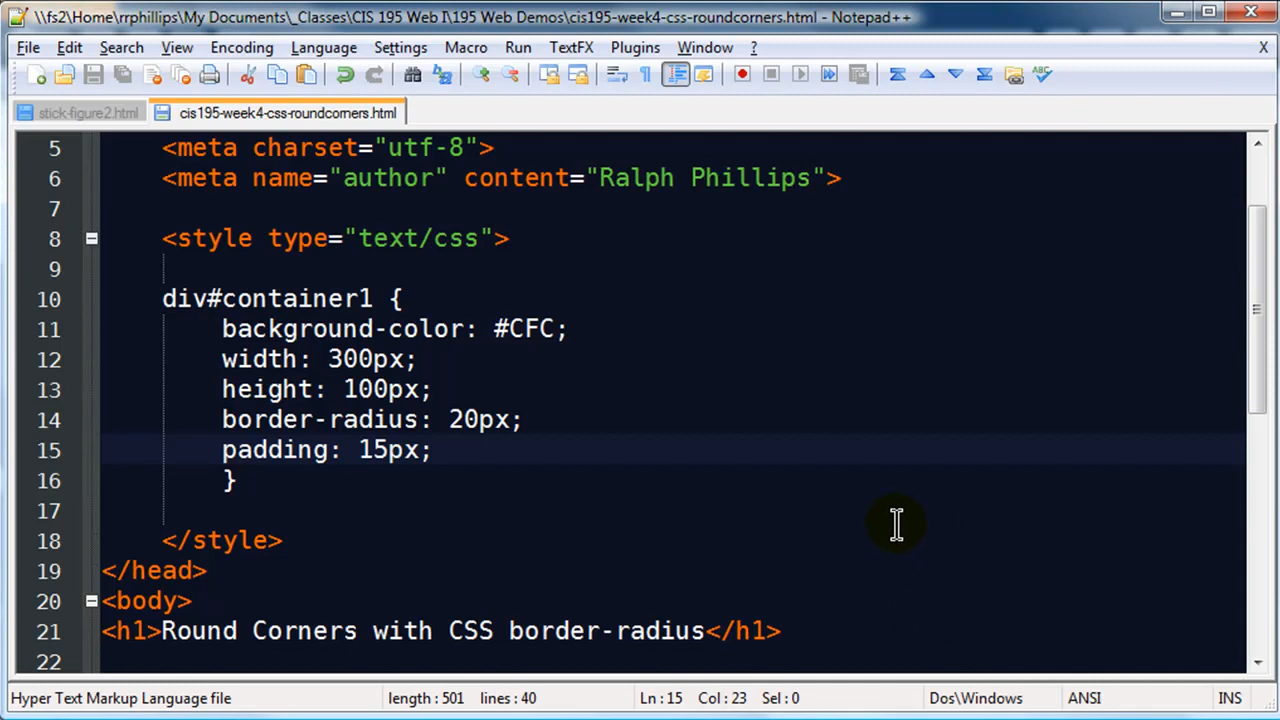 \\fs2\Home\rrphillips\My Documents\_Classes\CIS 195 Web I\195 Web Demos\cis195-week4-css-roundcorners.html - Notepad++
File Edit Search View Encoding Language Settings Macro Run TextFX Plugins Window ? X
stick-figure2.html cis195-week4-css-roundcorners.html
5 <meta charset="utf-8">
6 <meta name="author" content="Ralph Phillips">
7
8 <style type="text/css">
9
10 div#container1 {
11 background-color: #CFC;
12 width: 300px;
13 height: 100px;
14 border-radius: 20px;
15 padding: 15px;
16 }
17
18 </style>
19 </head>
20 <body>
21 <h1>Round Corners with CSS border-radius</h1>
22
Hyper Text Markup Language file length : 501 lines : 40 Ln : 15 Col : 23 Sel : 0 Dos\Windows ANSI INS